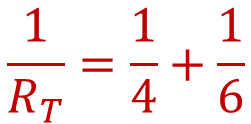 1/R_T = 1/4 + 1/6